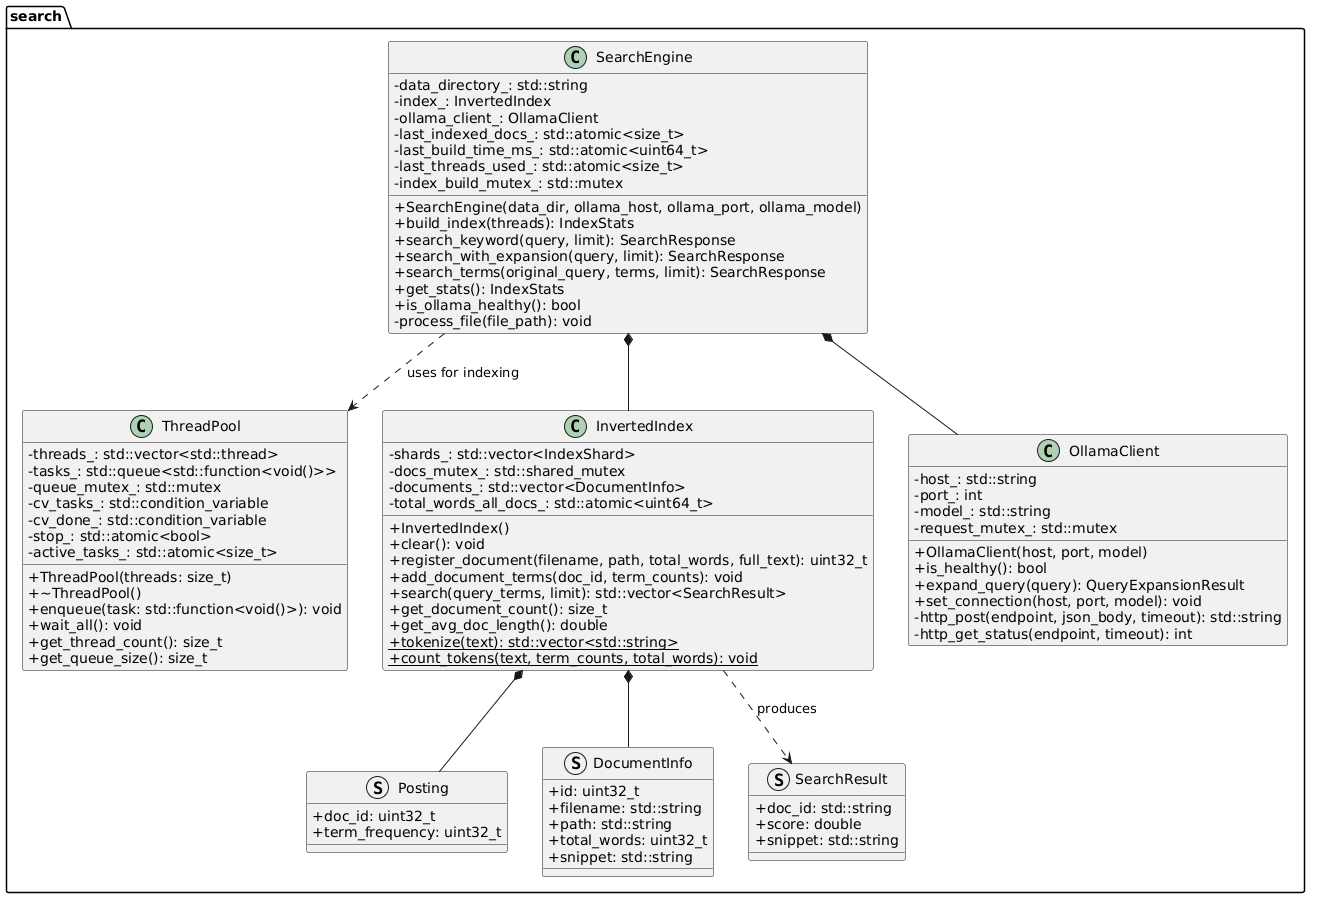 search
C SearchEngine
-data_directory_: std::string
-index_: InvertedIndex
-ollama_client_: OllamaClient
-last_indexed_docs_: std::atomic<size_t>
-last_build_time_ms_: std::atomic<uint64_t>
-last_threads_used_: std::atomic<size_t>
-index_build_mutex_: std::mutex
+SearchEngine(data_dir, ollama_host, ollama_port, ollama_model)
+build_index(threads): IndexStats
+search_keyword(query, limit): SearchResponse
+search_with_expansion(query, limit): SearchResponse
+search_terms(original_query, terms, limit): SearchResponse
+get_stats(): IndexStats
+is_ollama_healthy(): bool
-process_file(file_path): void
uses for indexing
C ThreadPool
-threads_: std::vector<std::thread>
-tasks_: std::queue<std::function<void()>>
-queue_mutex_: std::mutex
-cv_tasks_: std::condition_variable
-cv_done_: std::condition_variable
-stop_: std::atomic<bool>
-active_tasks_: std::atomic<size_t>
+ThreadPool(threads: size_t)
+~ThreadPool()
+enqueue(task: std::function<void()>): void
+wait_all(): void
+get_thread_count(): size_t
+get_queue_size(): size_t
C InvertedIndex
-shards_: std::vector<IndexShard>
-docs_mutex_: std::shared_mutex
-documents_: std::vector<DocumentInfo>
-total_words_all_docs_: std::atomic<uint64_t>
+InvertedIndex()
+clear(): void
+register_document(filename, path, total_words, full_text): uint32_t
+add_document_terms(doc_id, term_counts): void
+search(query_terms, limit): std::vector<SearchResult>
+get_document_count(): size_t
+get_avg_doc_length(): double
+tokenize(text): std::vector<std::string>
+count_tokens(text, term_counts, total_words): void
C OllamaClient
-host_: std::string
-port_: int
-model_: std::string
-request_mutex_: std::mutex
+OllamaClient(host, port, model)
+is_healthy(): bool
+expand_query(query): QueryExpansionResult
+set_connection(host, port, model): void
-http_post(endpoint, json_body, timeout): std::string
-http_get_status(endpoint, timeout): int
produces
S Posting
+doc_id: uint32_t
+term_frequency: uint32_t
S DocumentInfo
+id: uint32_t
+filename: std::string
+path: std::string
+total_words: uint32_t
+snippet: std::string
S SearchResult
+doc_id: std::string
+score: double
+snippet: std::string